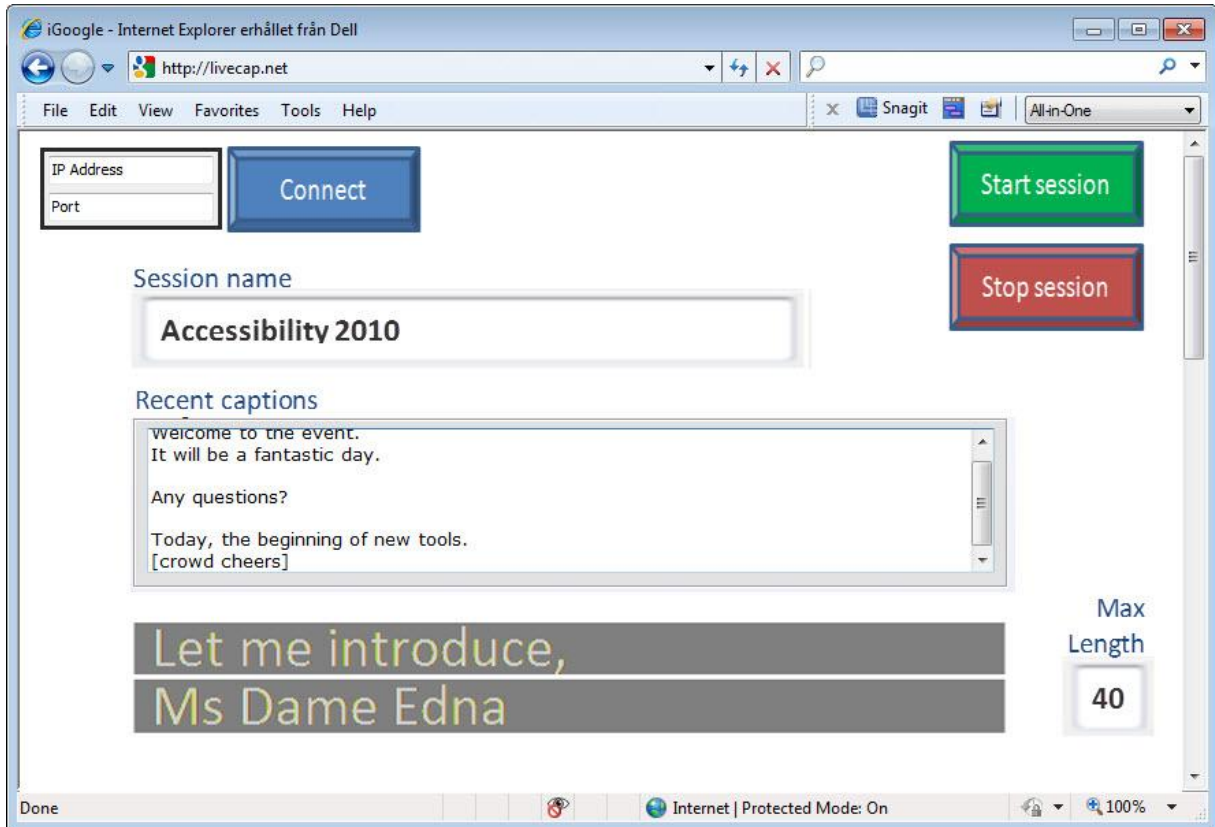 iGoogle - Internet Explorer erhållet från Dell
http://livecap.net
File Edit View Favorites Tools Help
x Snagit
All-in-One
IP Address
Port
Connect
Start session
Stop session
Session name
Accessibility 2010
Recent captions
Welcome to the event.
It will be a fantastic day.
Any questions?
Today, the beginning of new tools.
[crowd cheers]
Max
Length
40
Let me introduce,
Ms Dame Edna
Done
Internet | Protected Mode: On
100%